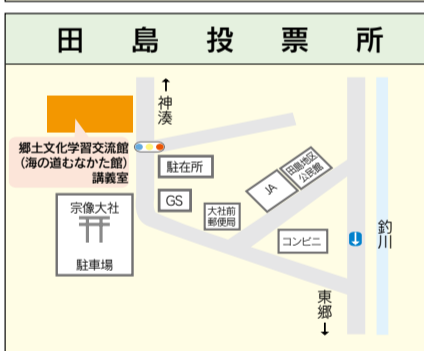 田島投票所
↑
神湊
郷土文化学習交流館
(海の道むなかた館)
講義室
駐在所
GS
宗像大社
駐車場
大社前
郵便局
JA
田島地区
公民館
コンビニ
釣川
東郷
↓